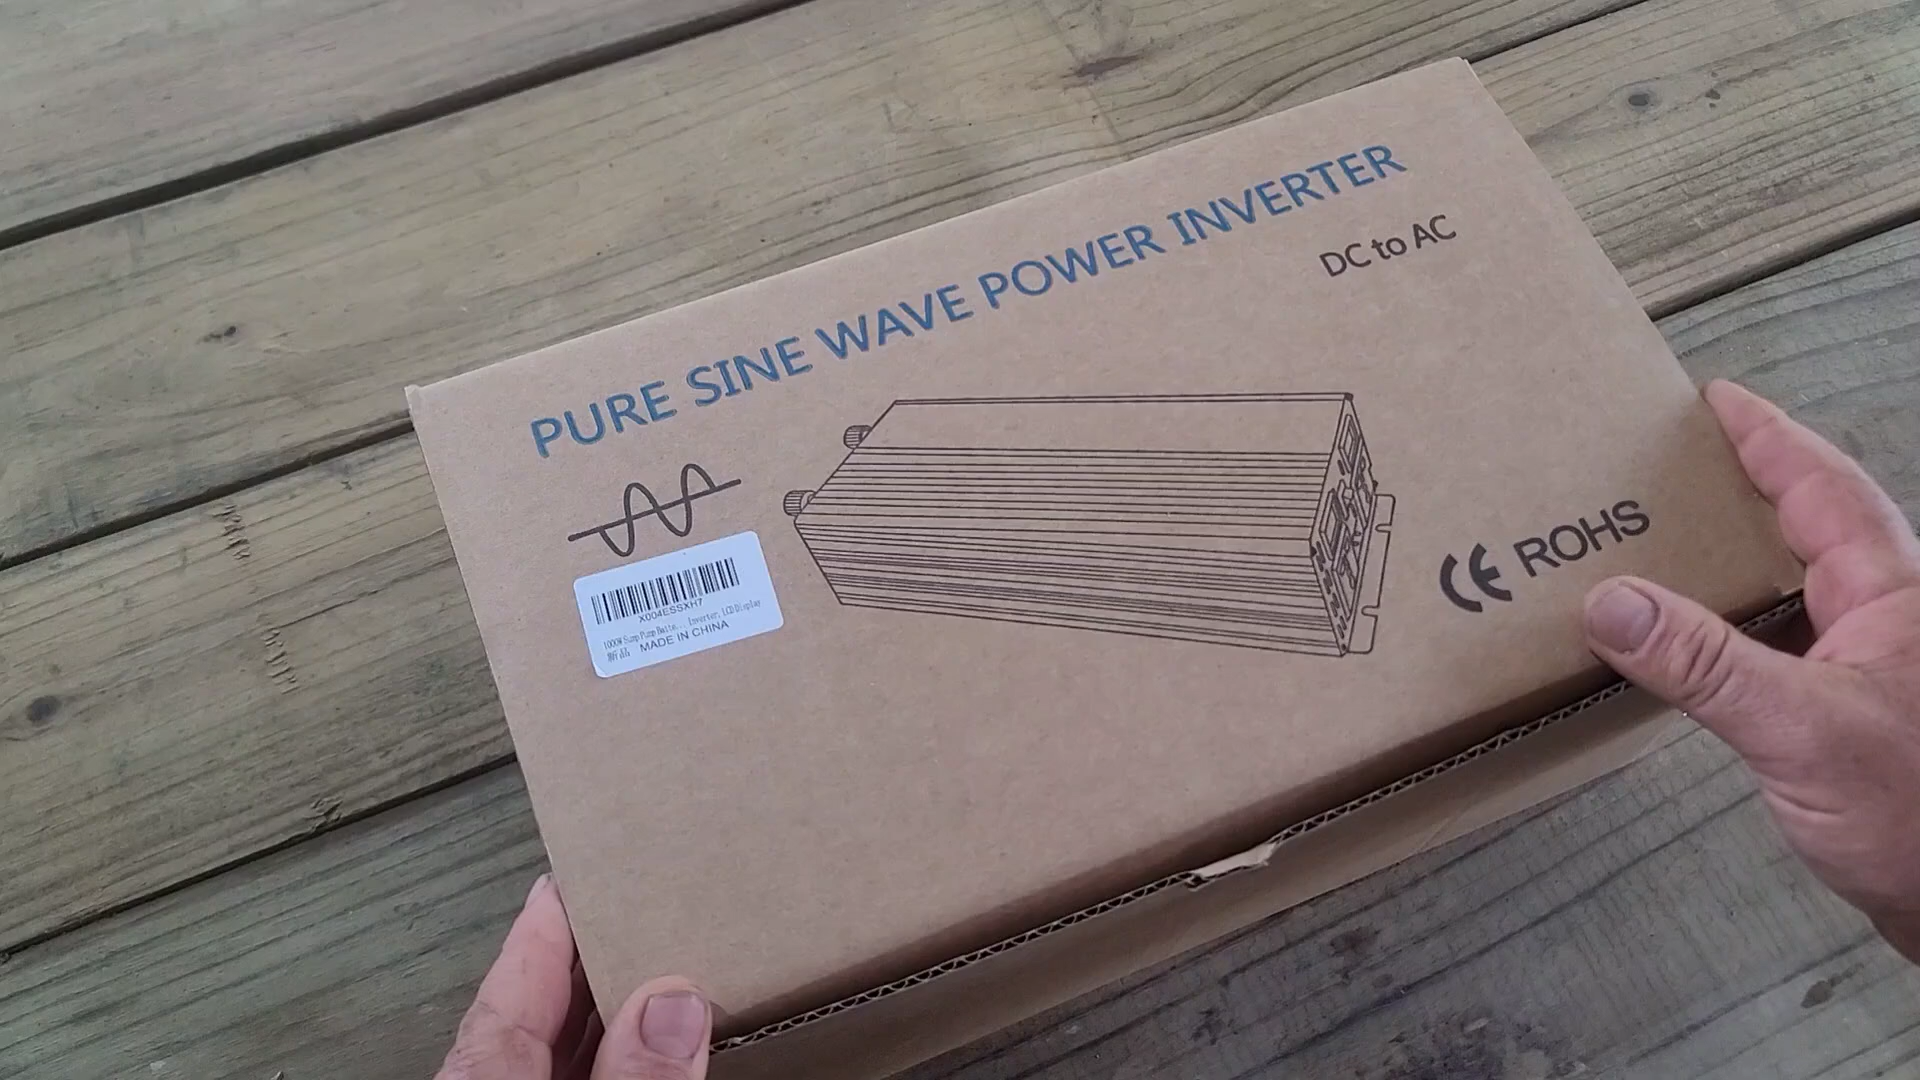 PURE SINE WAVE POWER INVERTER
DC to AC
X004ESSXH7
1000W Sump Pump Batte... Inverter, LCD Display
新品 MADE IN CHINA
CE ROHS